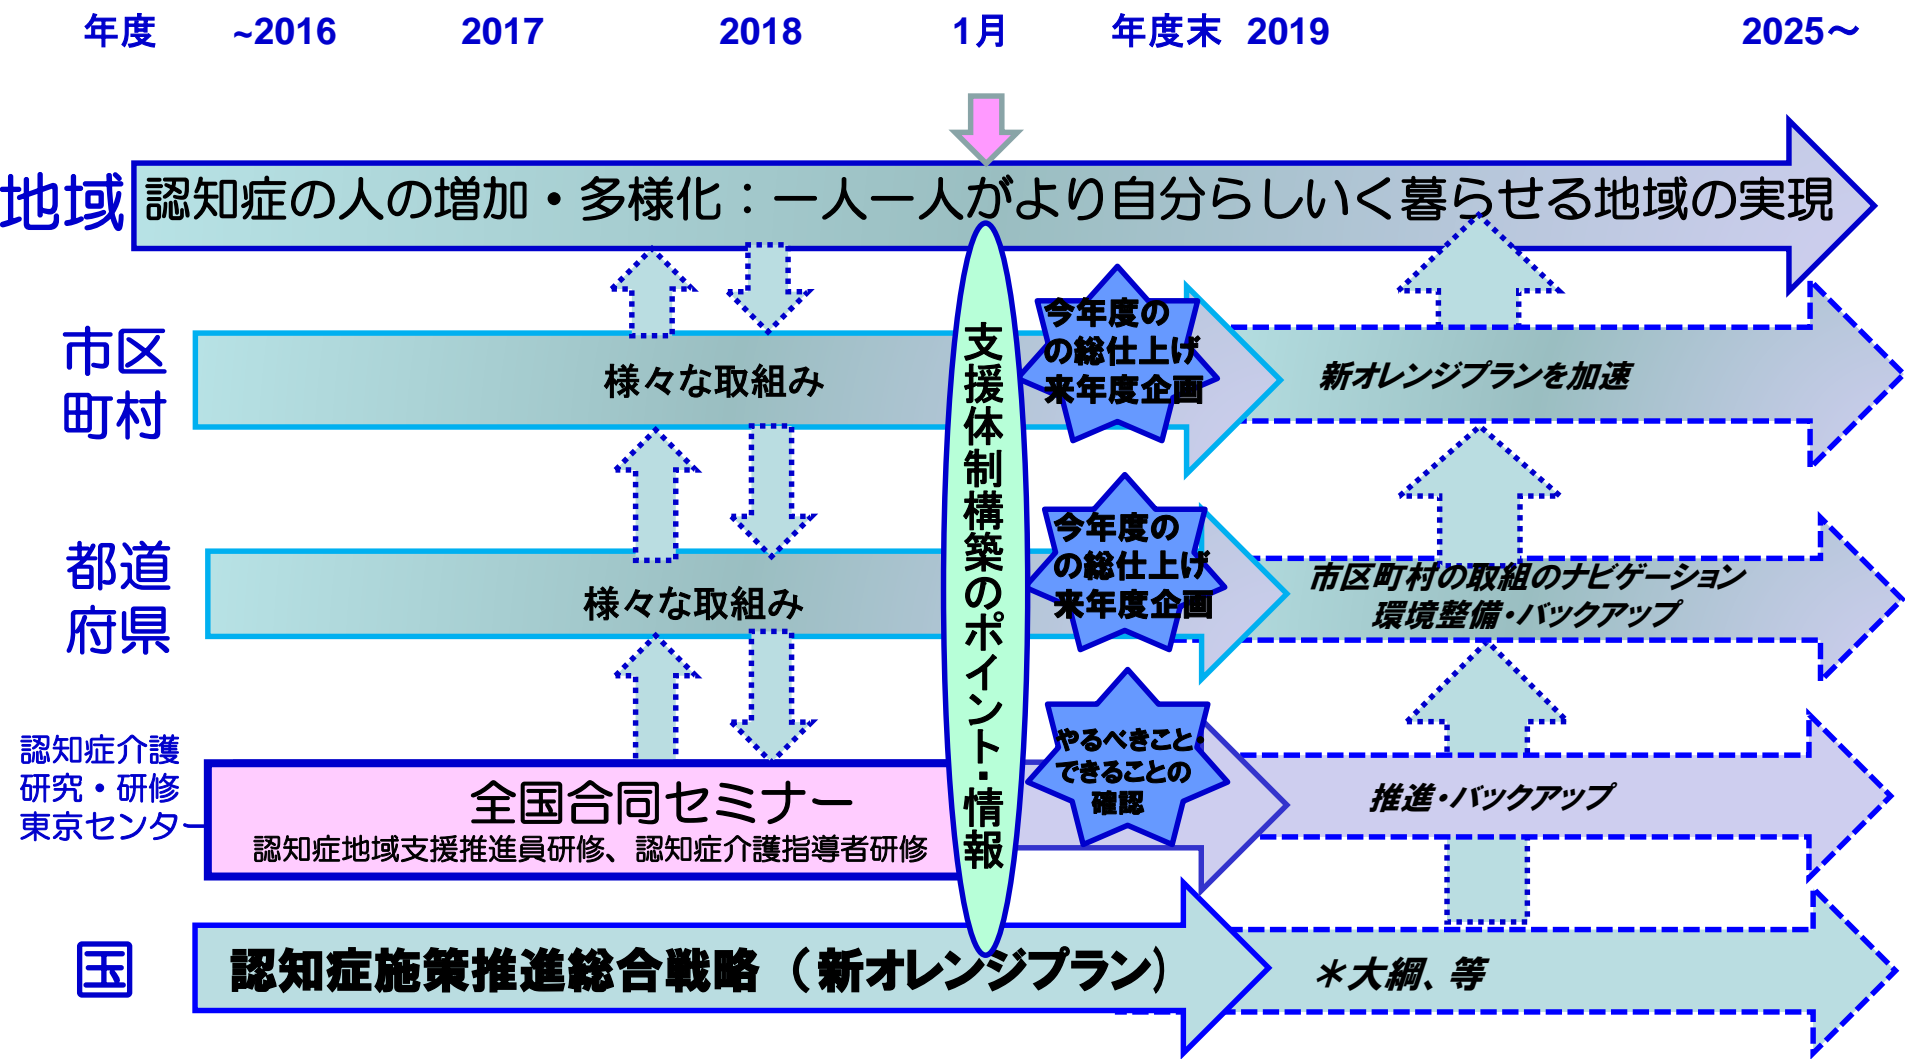 年度 ~2016 2017 2018 1月 年度末 2019 2025～
地域 認知症の人の増加・多様化：一人一人がより自分らしいく暮らせる地域の実現
市区
町村
様々な取組み
今年度の
の総仕上げ
来年度企画
新オレンジプランを加速
支援体制構築のポイント・情報
都道
府県
様々な取組み
今年度の
の総仕上げ
来年度企画
市区町村の取組のナビゲーション
環境整備・バックアップ
認知症介護
研究・研修
東京センター
全国合同セミナー
認知症地域支援推進員研修、認知症介護指導者研修
やるべきこと・
できることの
確認
推進・バックアップ
国
認知症施策推進総合戦略（新オレンジプラン）
＊大綱、等